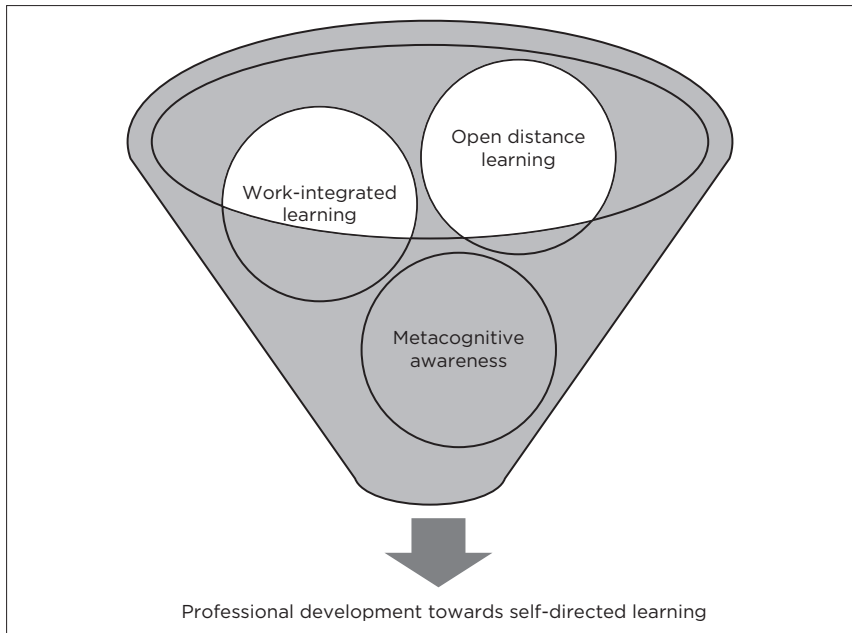 Open distance
learning
Work-integrated
learning
Metacognitive
awareness
Professional development towards self-directed learning